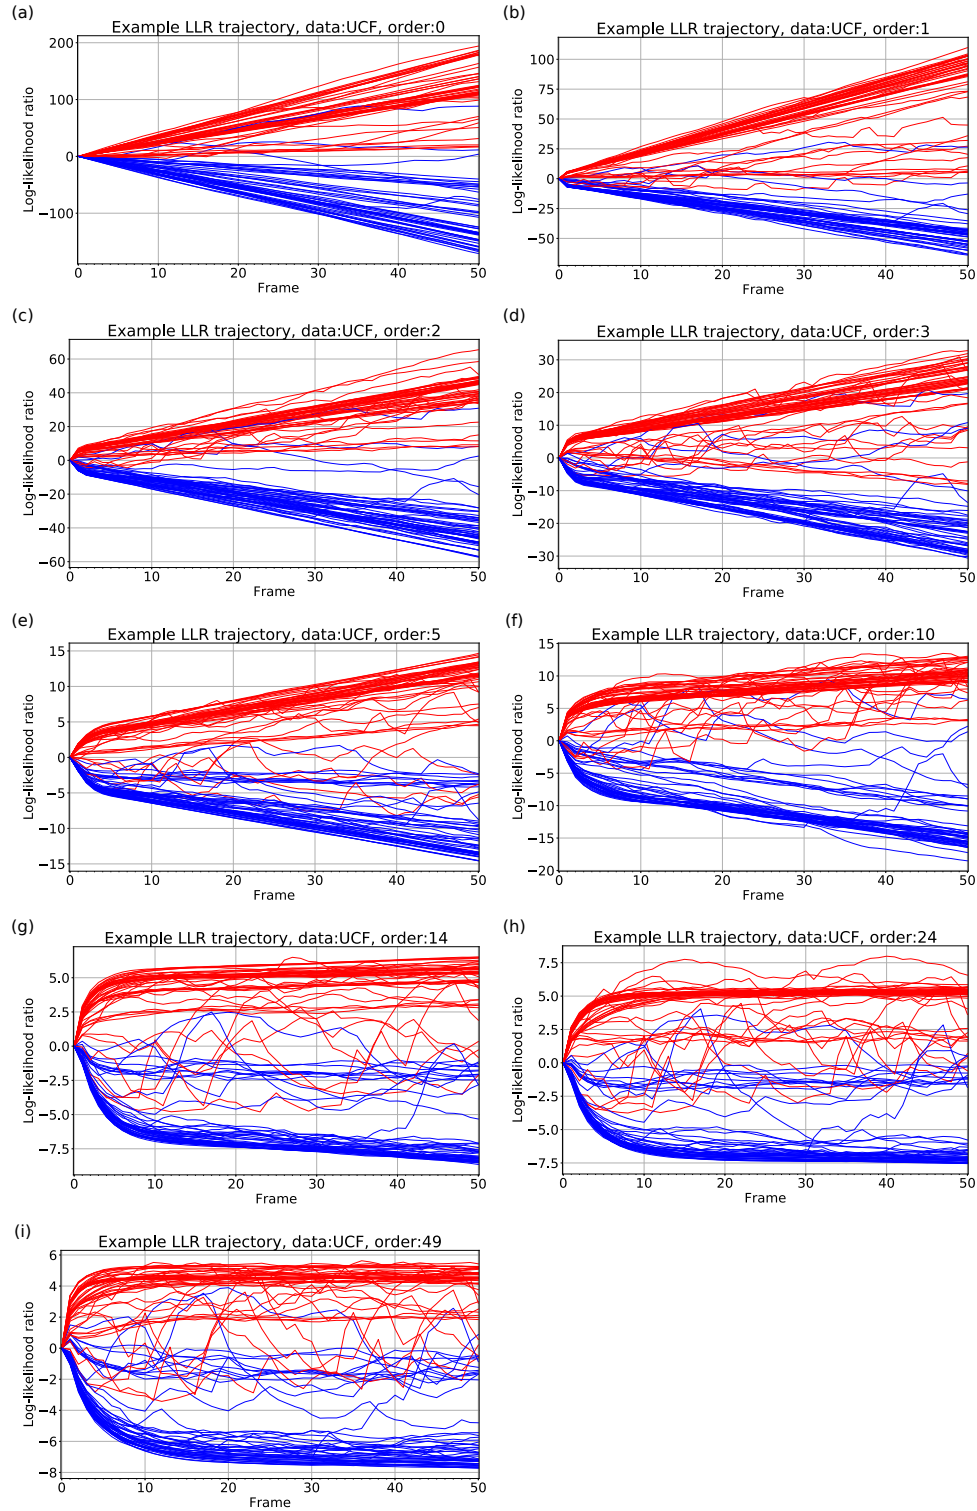 (a)
Example LLR trajectory, data:UCF, order:0
200
100
0
−100
Log-likelihood ratio
0 10 20 30 40 50
Frame
(b)
Example LLR trajectory, data:UCF, order:1
100
75
50
25
0
−25
−50
Log-likelihood ratio
0 10 20 30 40 50
Frame
(c)
Example LLR trajectory, data:UCF, order:2
60
40
20
0
−20
−40
−60
Log-likelihood ratio
0 10 20 30 40 50
Frame
(d)
Example LLR trajectory, data:UCF, order:3
30
20
10
0
−10
−20
−30
Log-likelihood ratio
0 10 20 30 40 50
Frame
(e)
Example LLR trajectory, data:UCF, order:5
15
10
5
0
−5
−10
−15
Log-likelihood ratio
0 10 20 30 40 50
Frame
(f)
Example LLR trajectory, data:UCF, order:10
15
10
5
0
−5
−10
−15
−20
Log-likelihood ratio
0 10 20 30 40 50
Frame
(g)
Example LLR trajectory, data:UCF, order:14
5.0
2.5
0.0
−2.5
−5.0
−7.5
Log-likelihood ratio
0 10 20 30 40 50
Frame
(h)
Example LLR trajectory, data:UCF, order:24
7.5
5.0
2.5
0.0
−2.5
−5.0
−7.5
Log-likelihood ratio
0 10 20 30 40 50
Frame
(i)
Example LLR trajectory, data:UCF, order:49
6
4
2
0
−2
−4
−6
−8
Log-likelihood ratio
0 10 20 30 40 50
Frame